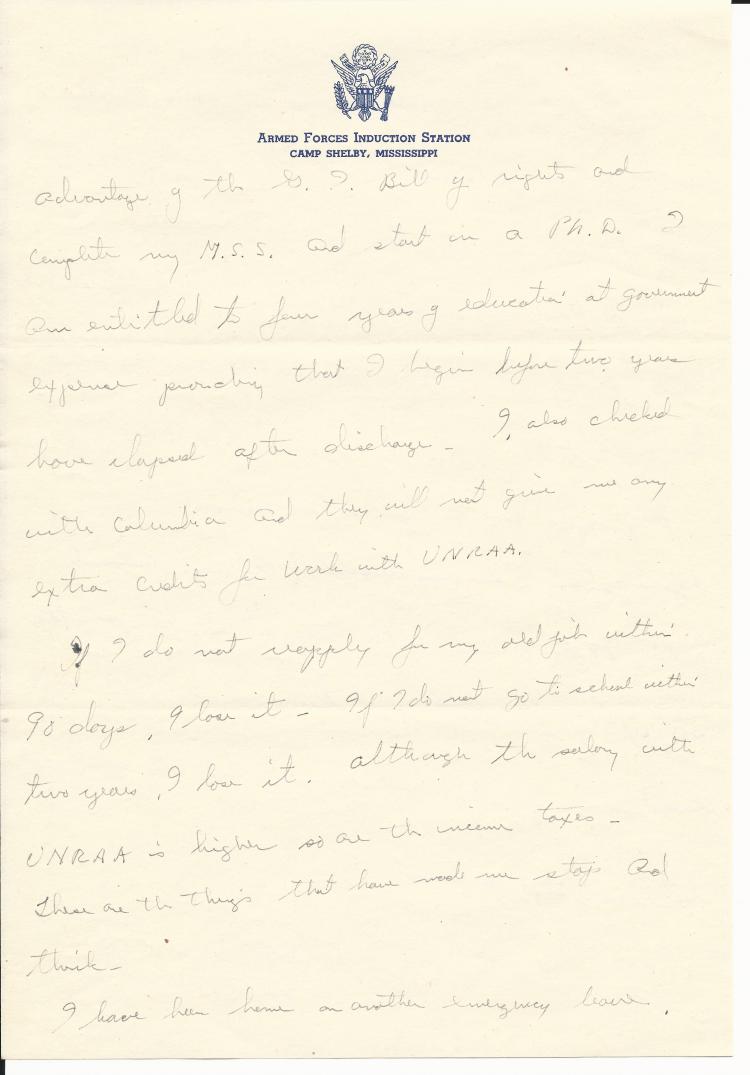 ARMED FORCES INDUCTION STATION
CAMP SHELBY, MISSISSIPPI
advantage of the G. I. Bill of rights and
complete my M.S.S. and start in a Ph.D. I
am entitled to four years of education at government
expense providing that I begin before two years
have elapsed after discharge - I, also checked
with Columbia and they will not give me any
extra credits for work with UNRAA.
If I do not reapply for my old job within
90 days, I lose it - If I do not go to school within
two years, I lose it. Although the salary with
UNRAA is higher so are the income taxes -
These are the things that have made me stop and
think -
I have been home on another emergency leave.